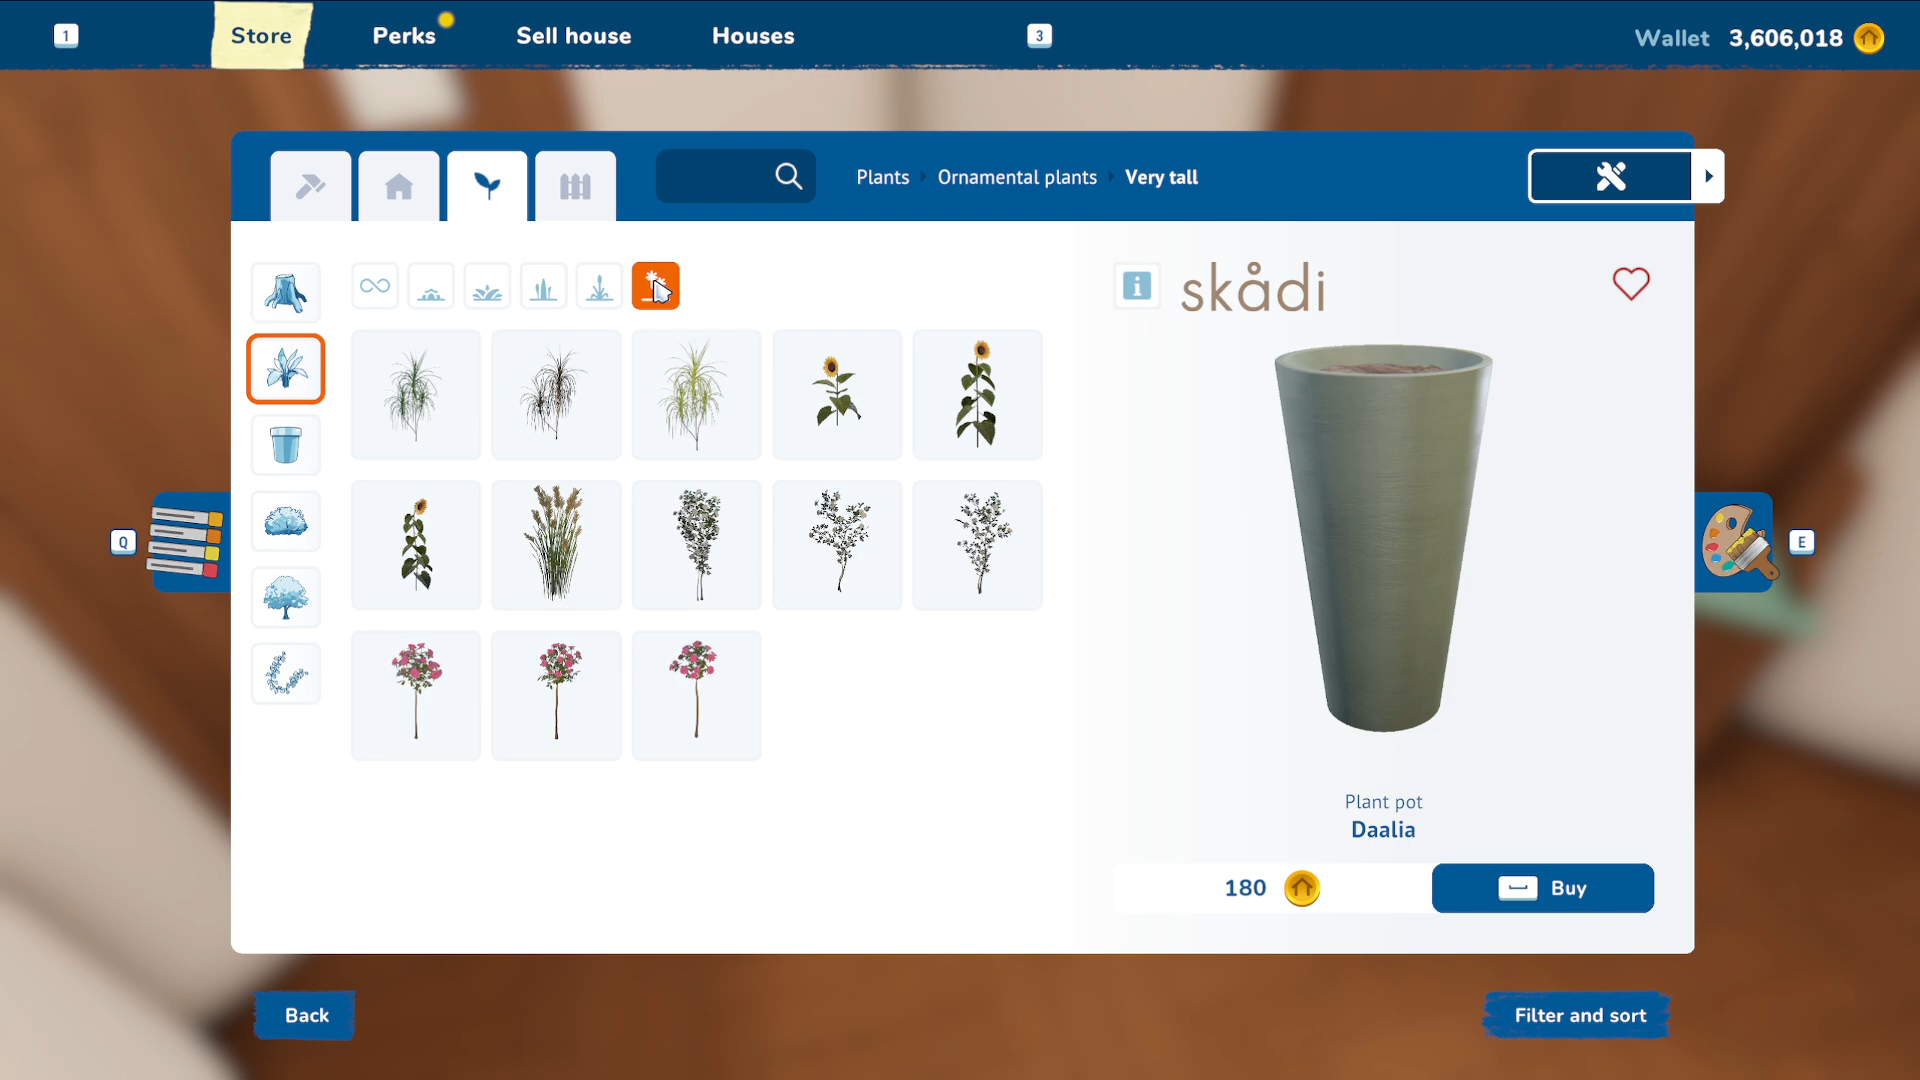 1
Store
Perks
Sell house
Houses
3
Wallet 3,606,018
Plants
Ornamental plants
Very tall
i
skådi
Q
E
Plant pot
Daalia
180
Buy
Back
Filter and sort